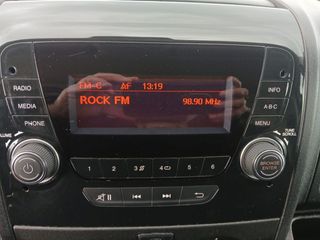 FM-C AF 13:19
ROCK FM 98.90 MHz
RADIO
MEDIA
PHONE
INFO
A-B-C
MENU
VOLUME
TUNE
SCROLL
BROWSE
ENTER
1 2 3 4 5 6